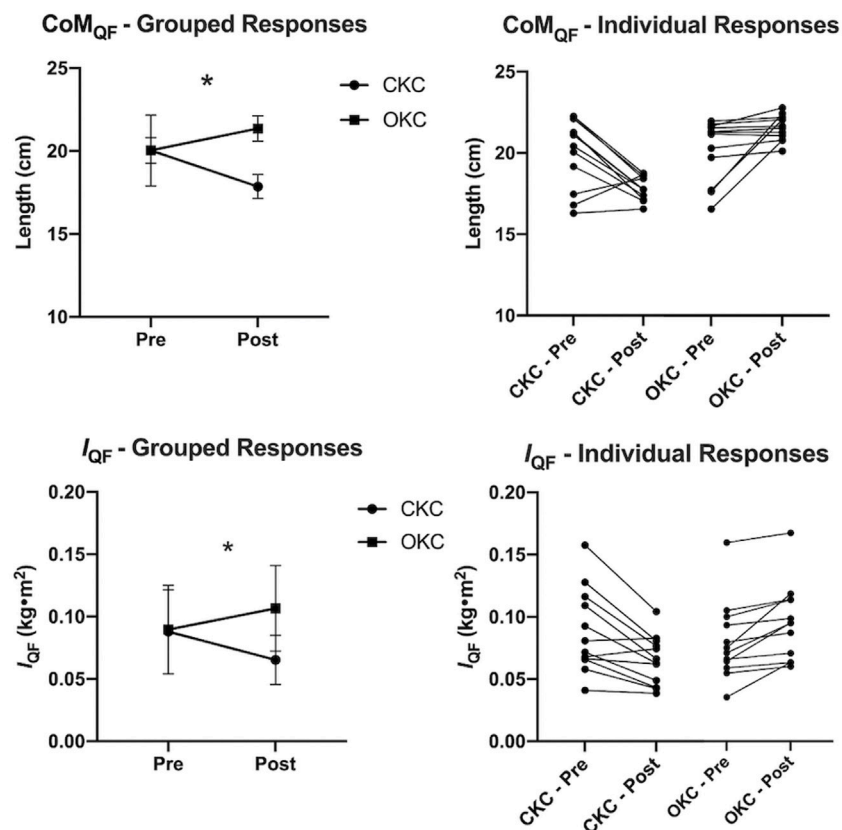 CoMQF - Grouped Responses
25
20
15
10
Length (cm)
*
Pre
Post
CKC
OKC
CoMQF - Individual Responses
25
20
15
10
Length (cm)
CKC - Pre
CKC - Post
OKC - Pre
OKC - Post
IQF - Grouped Responses
0.20
0.15
0.10
0.05
0.00
IQF (kg•m²)
*
Pre
Post
CKC
OKC
IQF - Individual Responses
0.20
0.15
0.10
0.05
0.00
IQF (kg•m²)
CKC - Pre
CKC - Post
OKC - Pre
OKC - Post